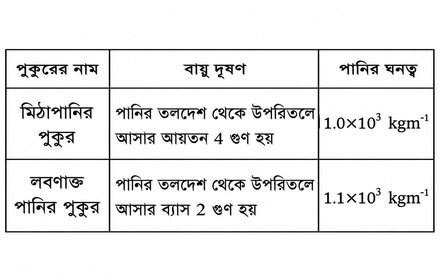 পুকুরের নাম
বায়ু দূষণ
পানির ঘনত্ব
মিঠাপানির
পুকুর
পানির তলদেশ থেকে উপরিতলে
আসার আয়তন 4 গুণ হয়
1.0×10³ kgm⁻¹
লবণাক্ত
পানির পুকুর
পানির তলদেশ থেকে উপরিতলে
আসার ব্যাস 2 গুণ হয়
1.1×10³ kgm⁻¹